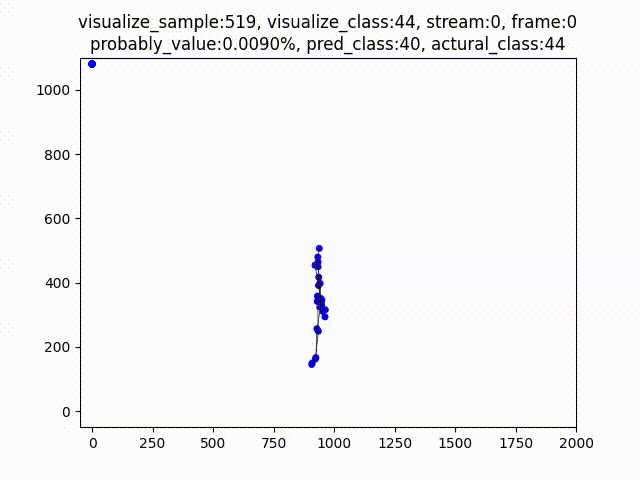 visualize_sample:519, visualize_class:44, stream:0, frame:0
probably_value:0.0090%, pred_class:40, actural_class:44
1000
800
600
400
200
0
0 250 500 750 1000 1250 1500 1750 2000